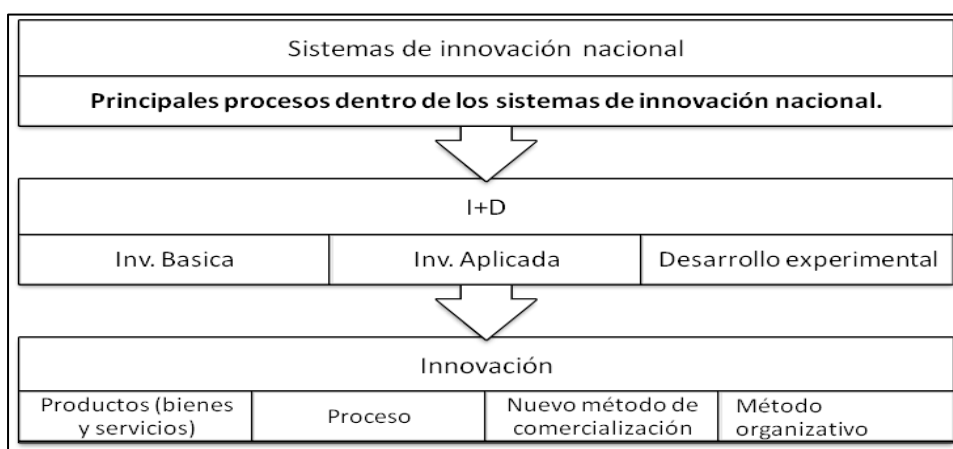 Sistemas de innovación nacional
Principales procesos dentro de los sistemas de innovación nacional.
I+D
Inv. Basica
Inv. Aplicada
Desarrollo experimental
Innovación
Productos (bienes
y servicios)
Proceso
Nuevo método de
comercialización
Método
organizativo